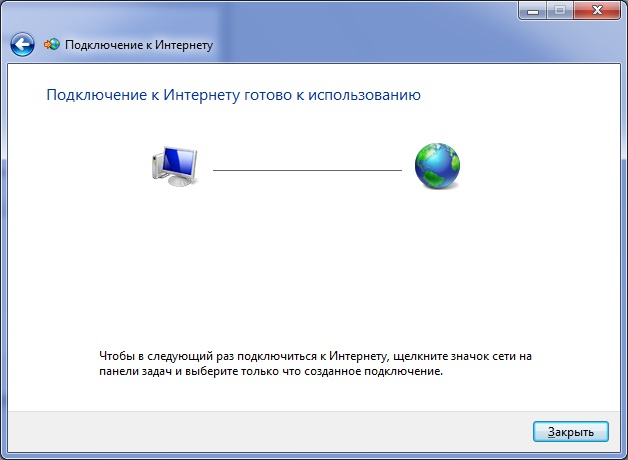 Подключение к Интернету
Подключение к Интернету готово к использованию
Чтобы в следующий раз подключиться к Интернету, щелкните значок сети на
панели задач и выберите только что созданное подключение.
Закрыть